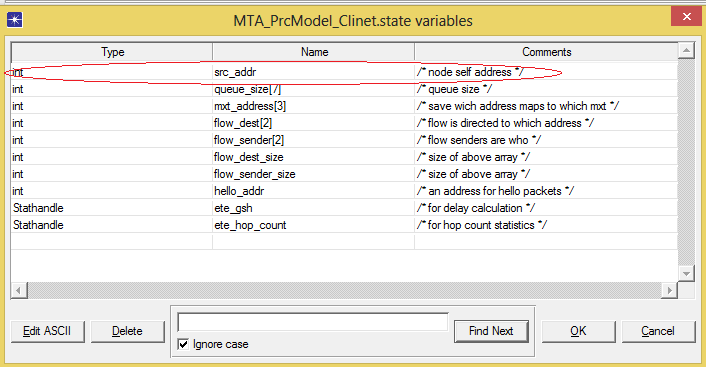 MTA_PrcModel_Clinet.state variables
Type Name Comments
int src_addr /* node self address */
int queue_size[7] /* queue size */
int mxt_address[3] /* save wich address maps to which mxt */
int flow_dest[2] /* flow is directed to which address */
int flow_sender[2] /* flow senders are who */
int flow_dest_size /* size of above array */
int flow_sender_size /* size of above array */
int hello_addr /* an address for hello packets */
Stathandle ete_gsh /* for delay calculation */
Stathandle ete_hop_count /* for hop count statistics */
Edit ASCII Delete Find Next OK Cancel
Ignore case